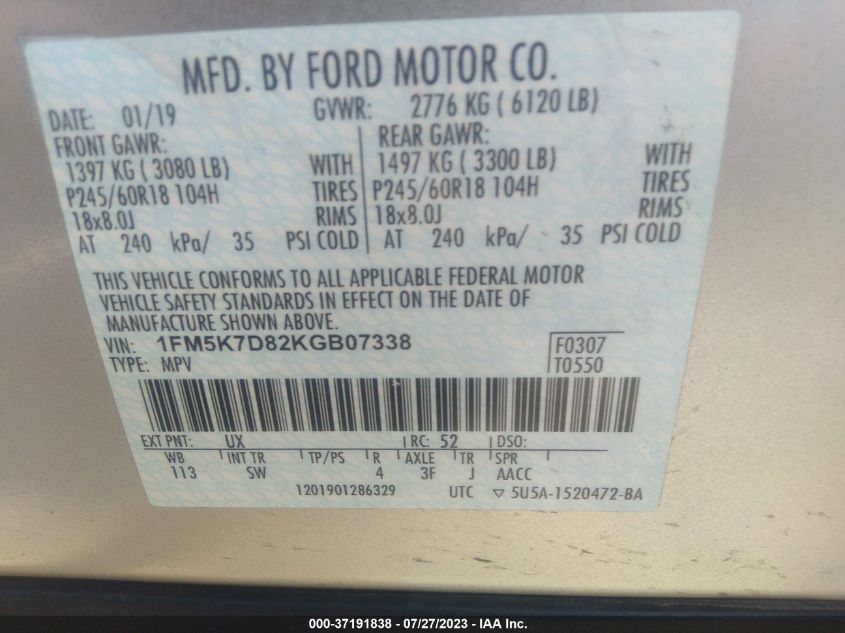 MFD. BY FORD MOTOR CO.
DATE: 01/19 GVWR: 2776 KG ( 6120 LB)
FRONT GAWR: REAR GAWR:
1397 KG ( 3080 LB) WITH 1497 KG ( 3300 LB) WITH
P245/60R18 104H TIRES P245/60R18 104H TIRES
18x8.0J RIMS 18x8.0J RIMS
AT 240 kPa/ 35 PSI COLD AT 240 kPa/ 35 PSI COLD
THIS VEHICLE CONFORMS TO ALL APPLICABLE FEDERAL MOTOR
VEHICLE SAFETY STANDARDS IN EFFECT ON THE DATE OF
MANUFACTURE SHOWN ABOVE.
VIN: 1FM5K7D82KGB07338 F0307
TYPE: MPV T0550
EXT PNT: UX RC: 52 DSO:
WB INT TR TP/PS R AXLE TR SPR
113 SW 4 3F J AACC
1201901286329 UTC ▽ 5U5A-1520472-BA
000-37191838 - 07/27/2023 - IAA Inc.